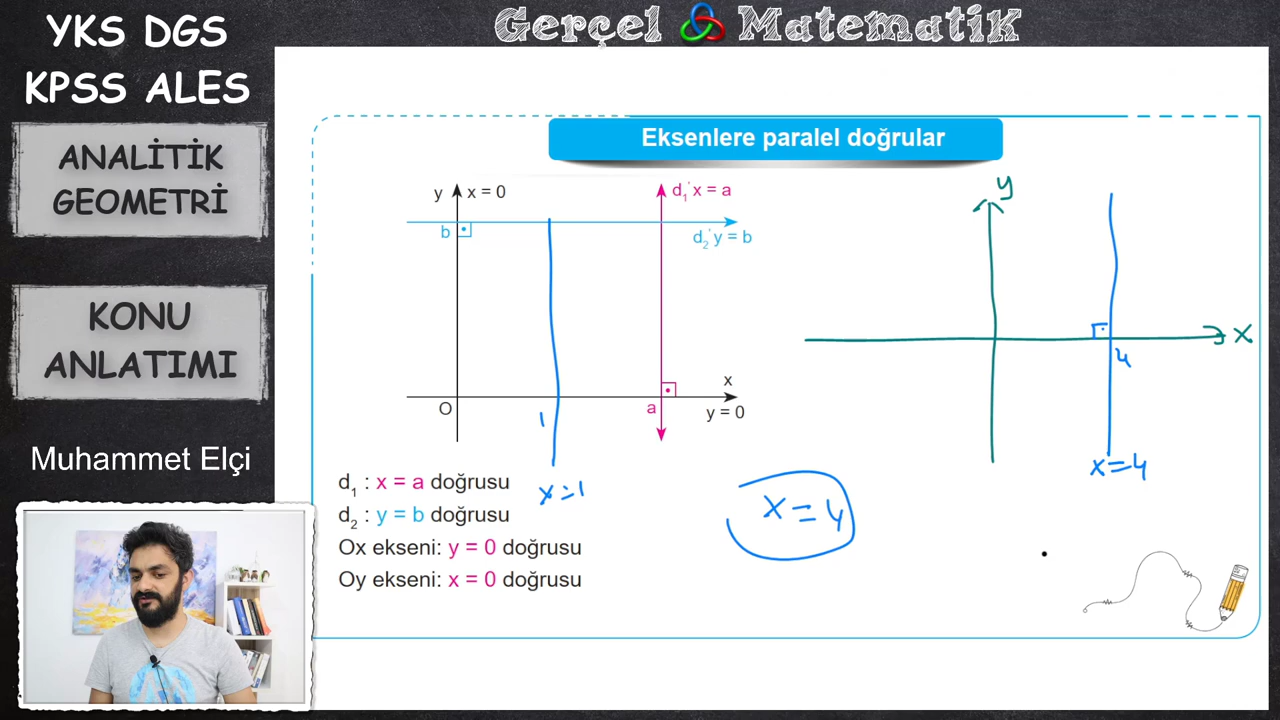 YKS DGS
KPSS ALES
ANALİTİK
GEOMETRİ
KONU
ANLATIMI
Muhammet Elçi
Gerçel Matematik
Eksenlere paralel doğrular
y x = 0
d₁' x = a
b
d₂' y = b
x
O
1
a
y = 0
x=1
d₁ : x = a doğrusu
d₂ : y = b doğrusu
Ox ekseni: y = 0 doğrusu
Oy ekseni: x = 0 doğrusu
x=4
y
x
4
x=4